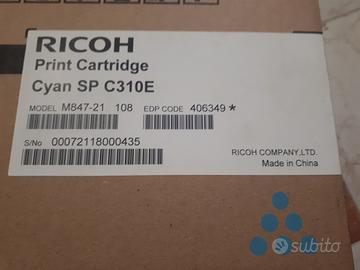 RICOH
Print Cartridge
Cyan SP C310E
MODEL M847-21 108 EDP CODE 406349 *
S/No 00072118000435
RICOH COMPANY,LTD.
Made in China
subito